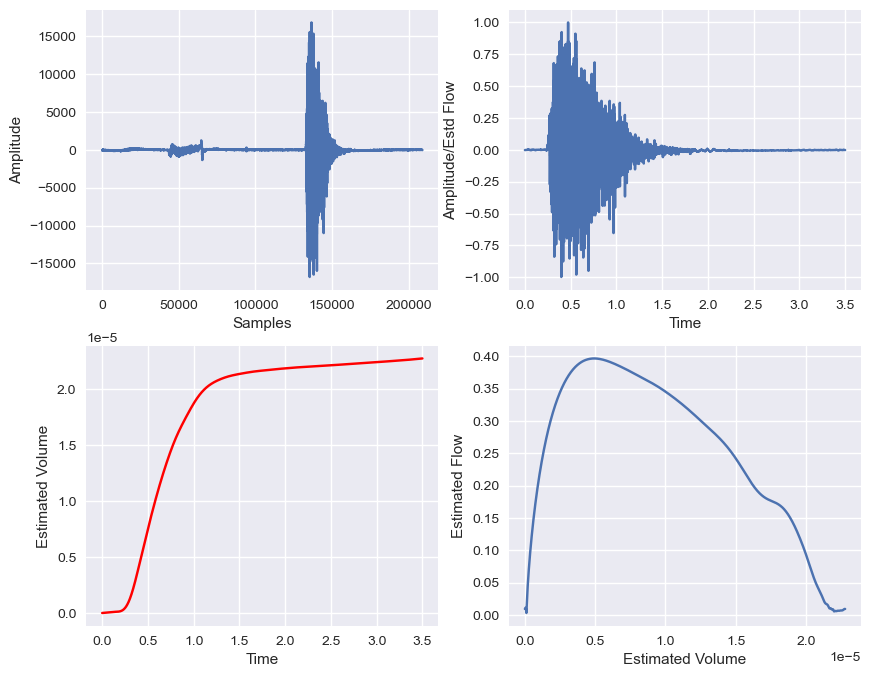 15000
10000
5000
0
−5000
−10000
−15000
Amplitude
0 50000 100000 150000 200000
Samples
1.00
0.75
0.50
0.25
0.00
−0.25
−0.50
−0.75
−1.00
Amplitude/Estd Flow
0.0 0.5 1.0 1.5 2.0 2.5 3.0 3.5
Time
1e−5
2.0
1.5
1.0
0.5
0.0
Estimated Volume
0.0 0.5 1.0 1.5 2.0 2.5 3.0 3.5
Time
0.40
0.35
0.30
0.25
0.20
0.15
0.10
0.05
0.00
Estimated Flow
0.0 0.5 1.0 1.5 2.0
Estimated Volume
1e−5